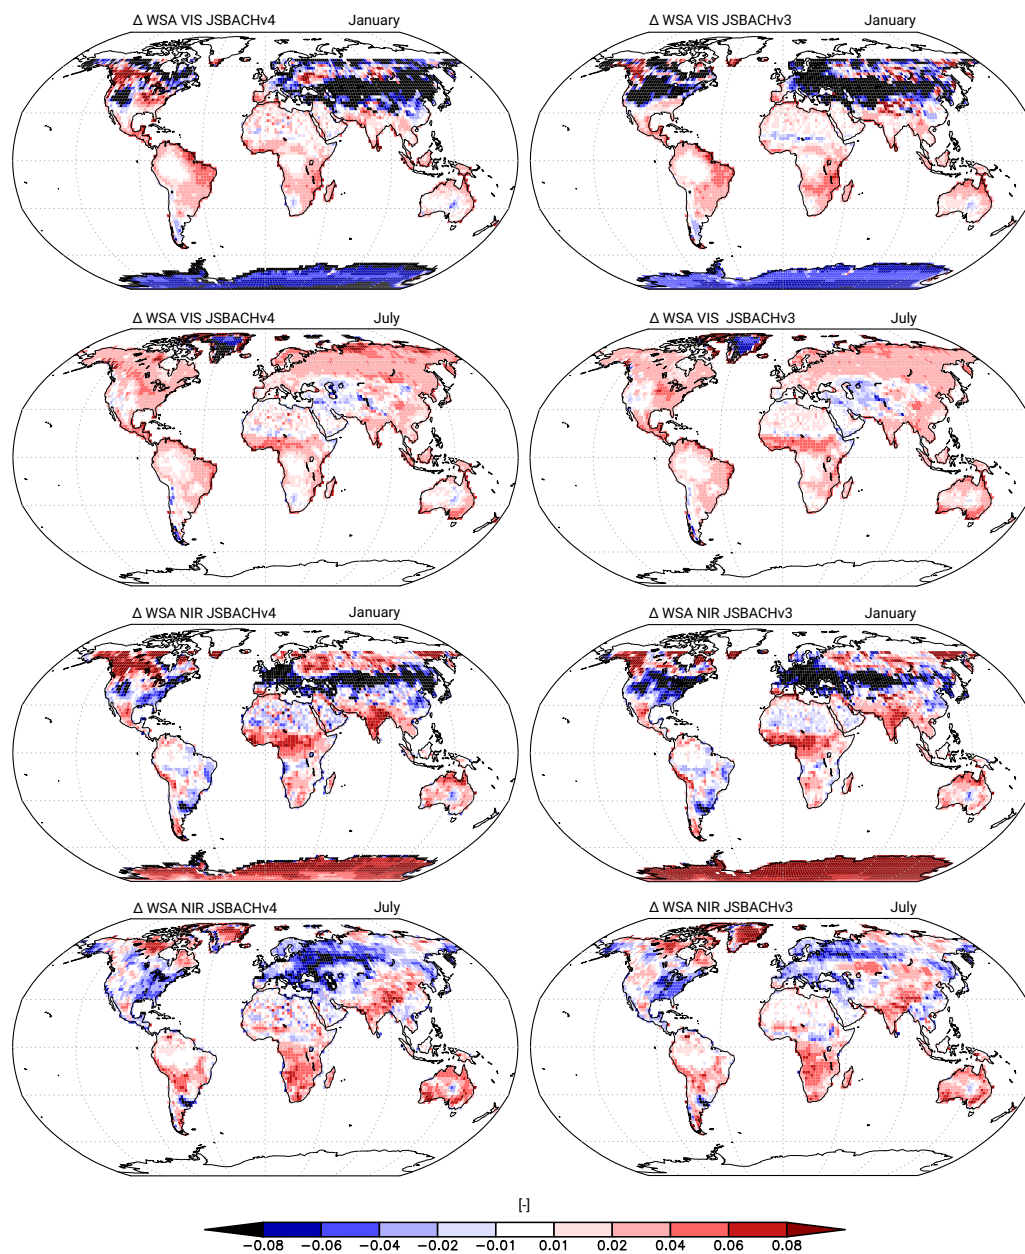 Δ WSA VIS JSBACHv4 January
Δ WSA VIS JSBACHv3 January
Δ WSA VIS JSBACHv4 July
Δ WSA VIS  JSBACHv3 July
Δ WSA NIR JSBACHv4 January
Δ WSA NIR JSBACHv3 January
Δ WSA NIR JSBACHv4 July
Δ WSA NIR JSBACHv3 July
[-]
−0.08 −0.06 −0.04 −0.02 −0.01 0.01 0.02 0.04 0.06 0.08